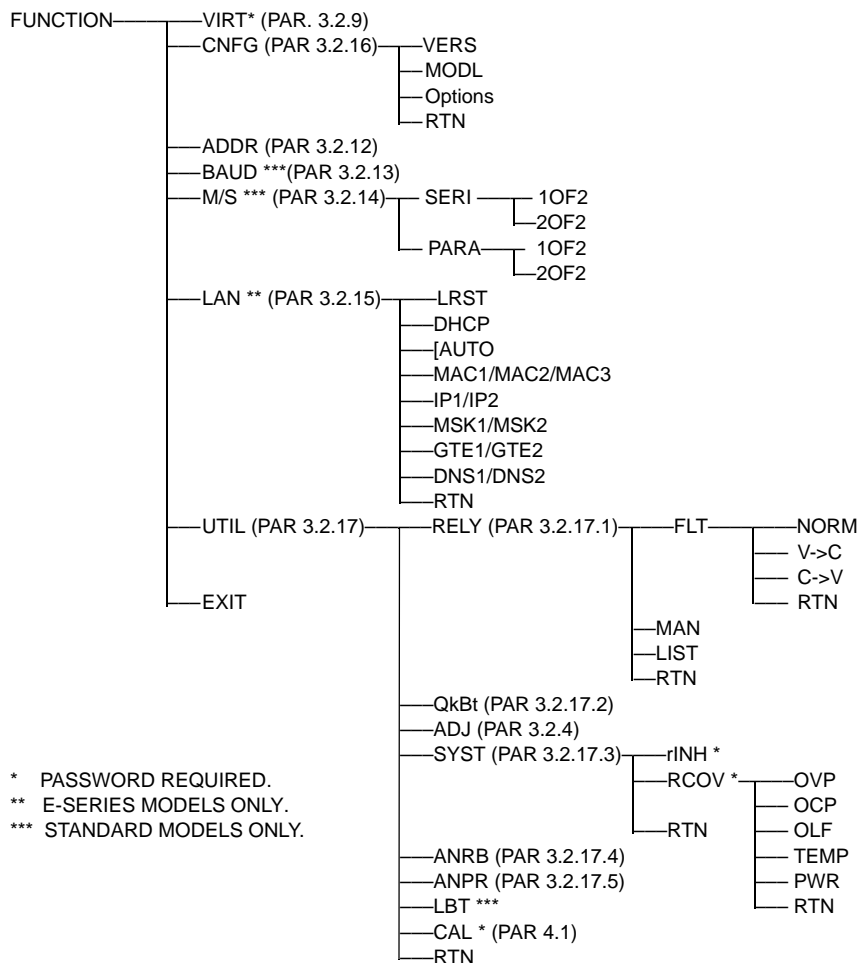 FUNCTION VIRT* (PAR. 3.2.9)
CNFG (PAR 3.2.16) VERS
MODL
Options
RTN
ADDR (PAR 3.2.12)
BAUD ***(PAR 3.2.13)
M/S *** (PAR 3.2.14) SERI 1OF2
2OF2
PARA 1OF2
2OF2
LAN ** (PAR 3.2.15) LRST
DHCP
[AUTO
MAC1/MAC2/MAC3
IP1/IP2
MSK1/MSK2
GTE1/GTE2
DNS1/DNS2
RTN
UTIL (PAR 3.2.17) RELY (PAR 3.2.17.1) FLT NORM
V->C
C->V
EXIT RTN
MAN
LIST
RTN
QkBt (PAR 3.2.17.2)
ADJ (PAR 3.2.4)
SYST (PAR 3.2.17.3) rINH *
* PASSWORD REQUIRED. RCOV * OVP
** E-SERIES MODELS ONLY. OCP
*** STANDARD MODELS ONLY. RTN OLF
ANRB (PAR 3.2.17.4) TEMP
ANPR (PAR 3.2.17.5) PWR
LBT *** RTN
CAL * (PAR 4.1)
RTN